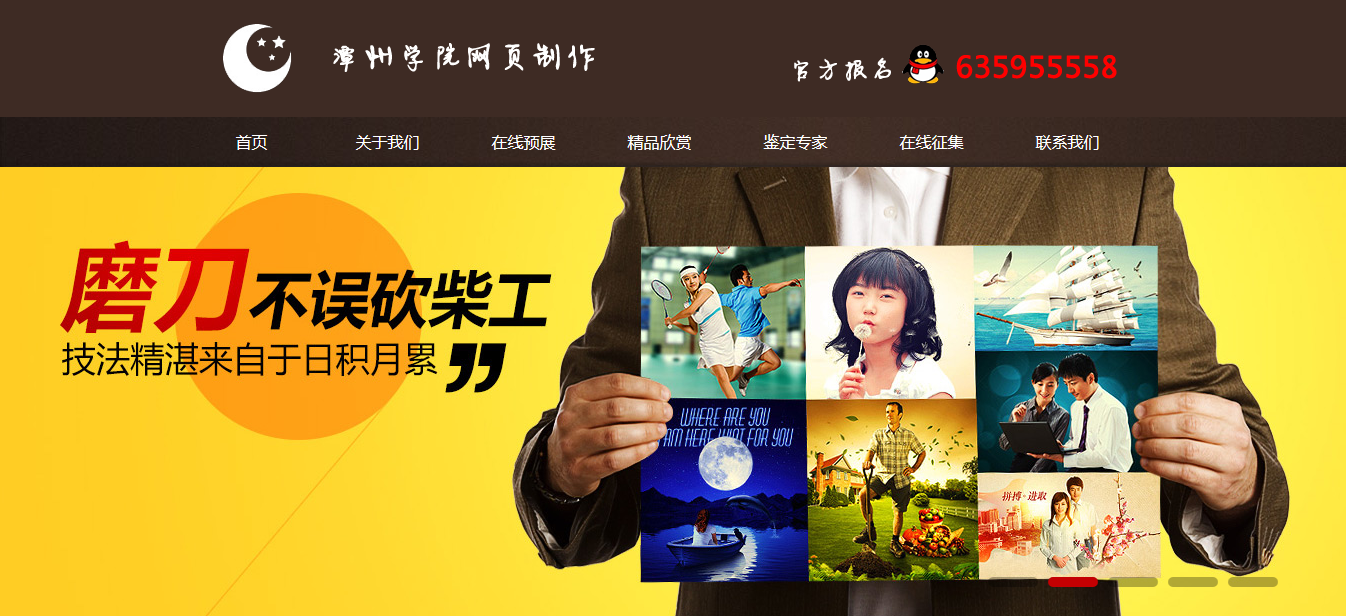 漳州学院网页制作
官方报名 635955558
首页 关于我们 在线预展 精品欣赏 鉴定专家 在线征集 联系我们
磨刀不误砍柴工
技法精湛来自于日积月累”
WHERE ARE YOU
I AM HERE WAIT FOR YOU
拼搏·进取